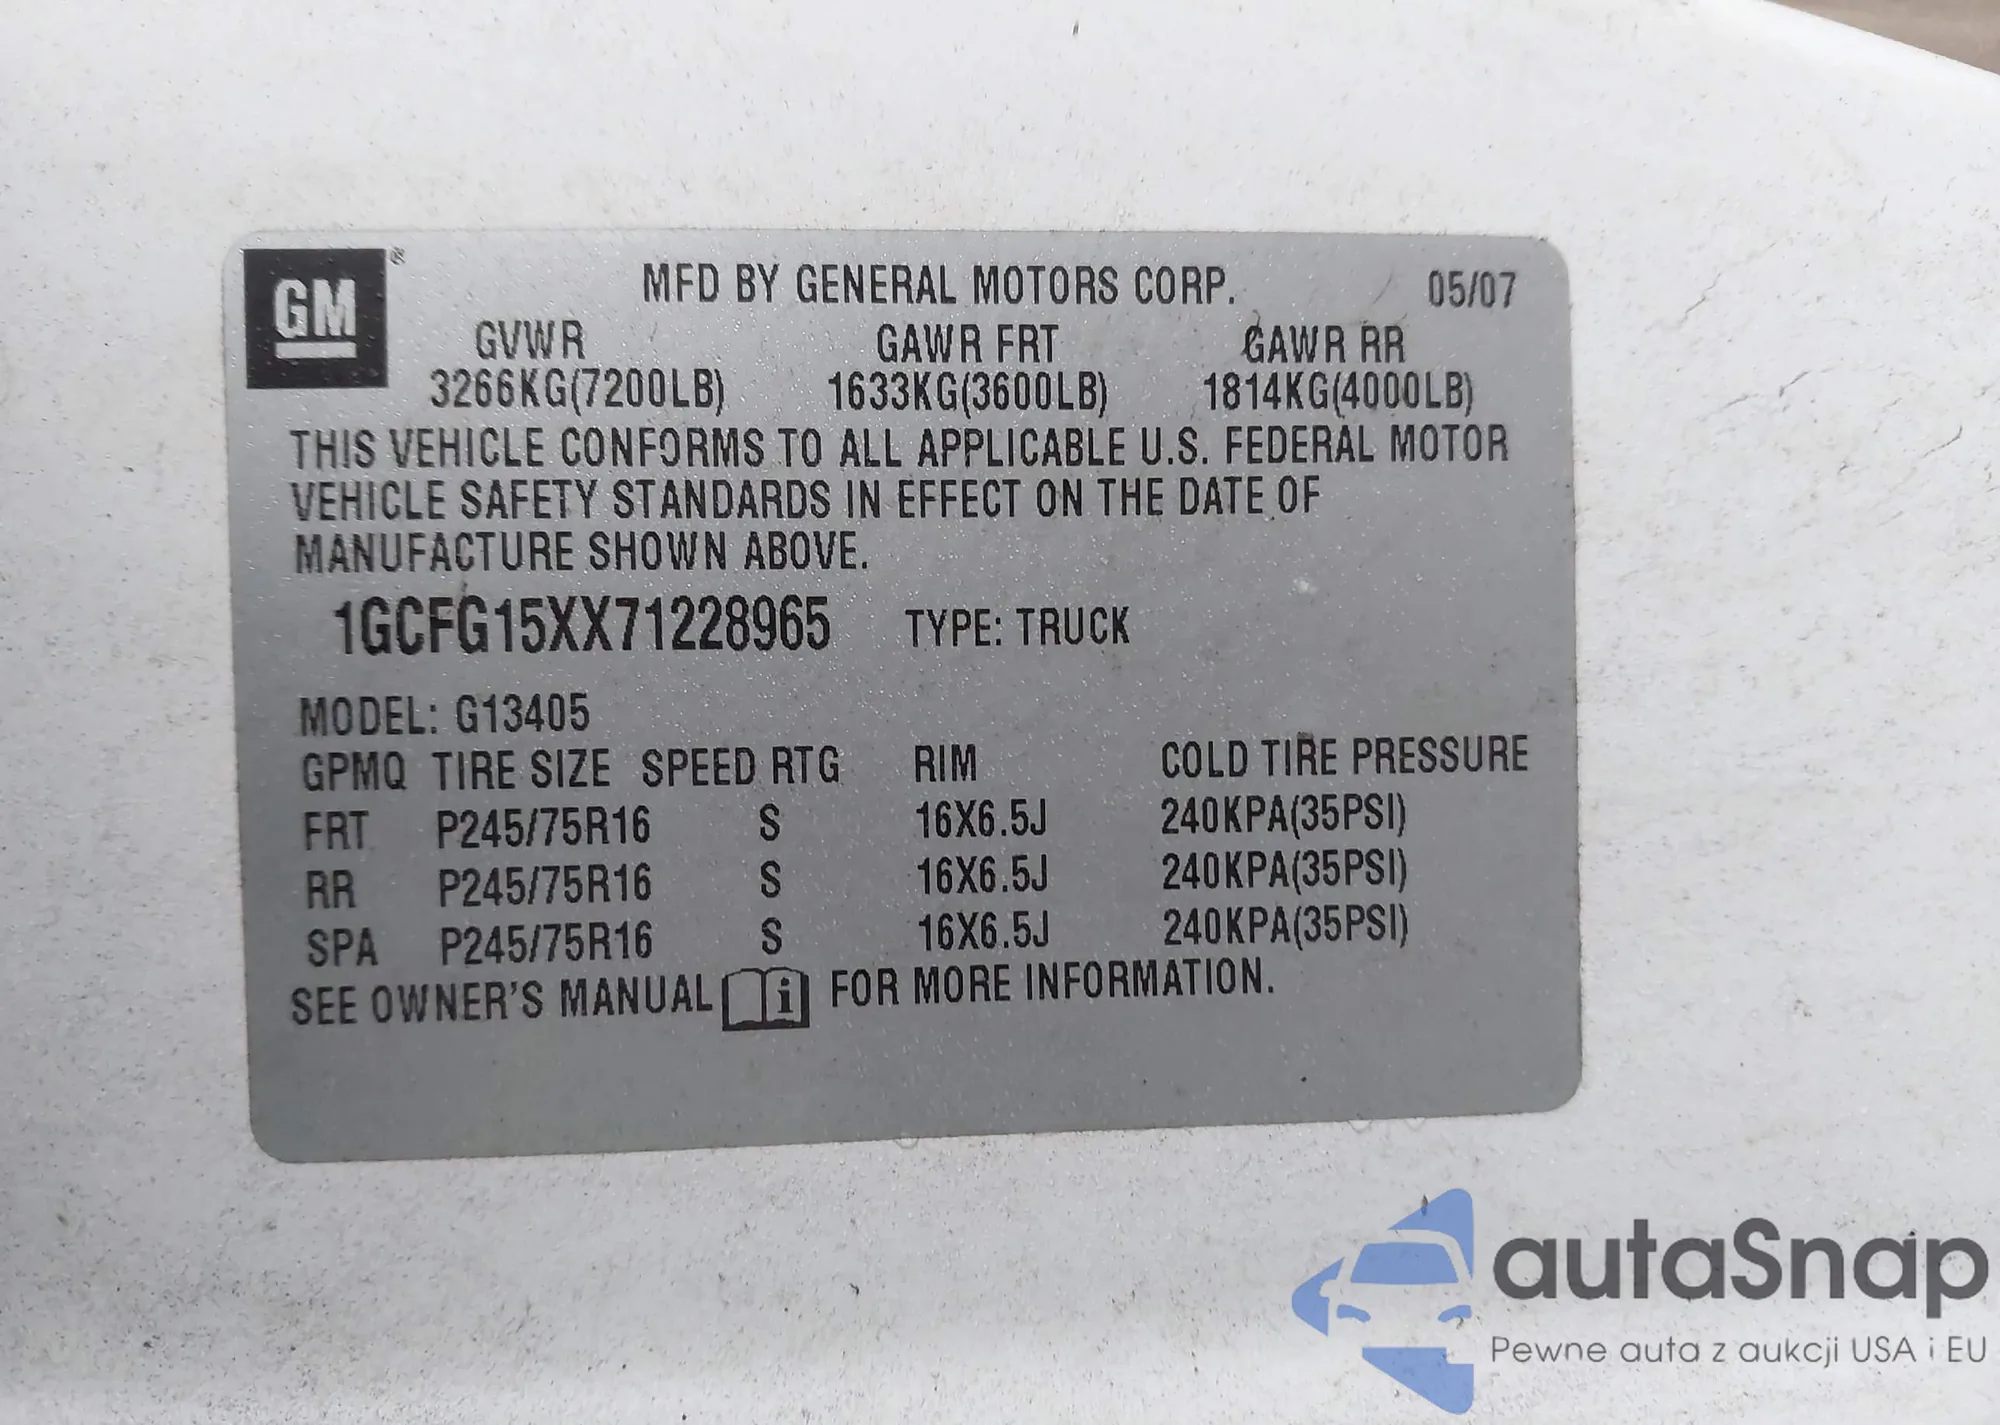 GM®
MFD BY GENERAL MOTORS CORP. 05/07
GVWR GAWR FRT GAWR RR
3266KG(7200LB) 1633KG(3600LB) 1814KG(4000LB)
THIS VEHICLE CONFORMS TO ALL APPLICABLE U.S. FEDERAL MOTOR
VEHICLE SAFETY STANDARDS IN EFFECT ON THE DATE OF
MANUFACTURE SHOWN ABOVE.
1GCFG15XX71228965 TYPE: TRUCK
MODEL: G13405
GPMQ TIRE SIZE SPEED RTG RIM COLD TIRE PRESSURE
FRT P245/75R16 S 16X6.5J 240KPA(35PSI)
RR P245/75R16 S 16X6.5J 240KPA(35PSI)
SPA P245/75R16 S 16X6.5J 240KPA(35PSI)
SEE OWNER'S MANUAL i FOR MORE INFORMATION.
autaSnap
Pewne auta z aukcji USA i EU